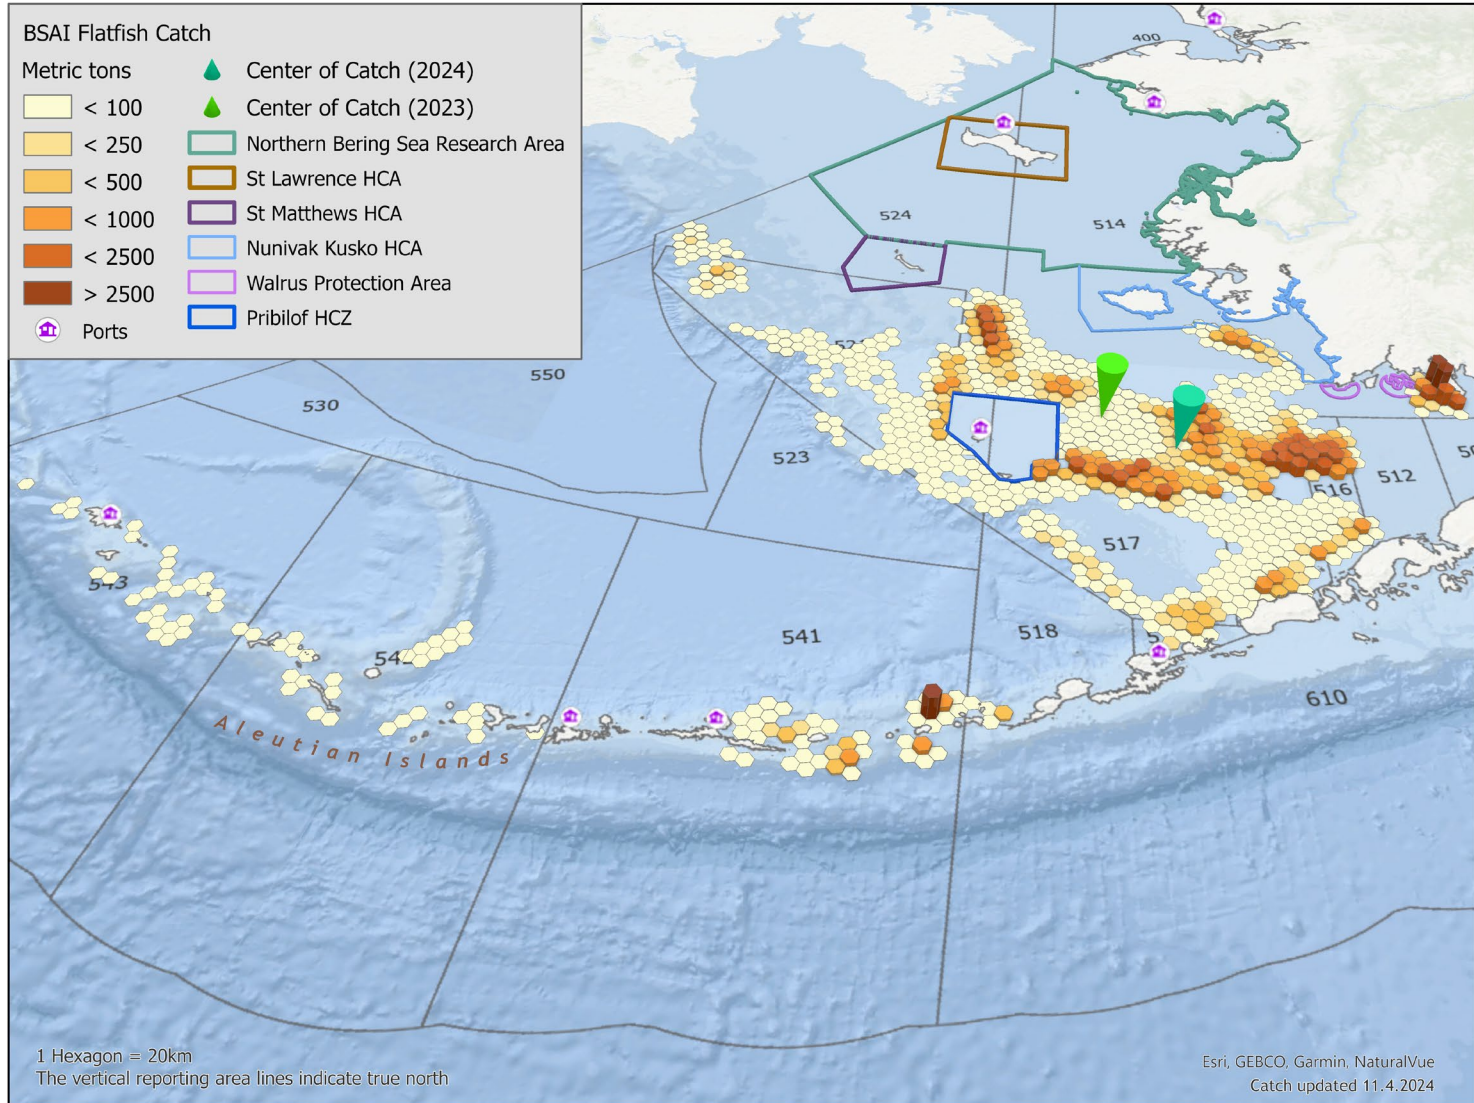 BSAI Flatfish Catch
Metric tons
< 100
< 250
< 500
< 1000
< 2500
> 2500
Ports
Center of Catch (2024)
Center of Catch (2023)
Northern Bering Sea Research Area
St Lawrence HCA
St Matthews HCA
Nunivak Kusko HCA
Walrus Protection Area
Pribilof HCZ
400
524
514
550
530
523
516
512
517
543
541
518
610
Aleutian Islands
1 Hexagon = 20km
The vertical reporting area lines indicate true north
Esri, GEBCO, Garmin, NaturalVue
Catch updated 11.4.2024